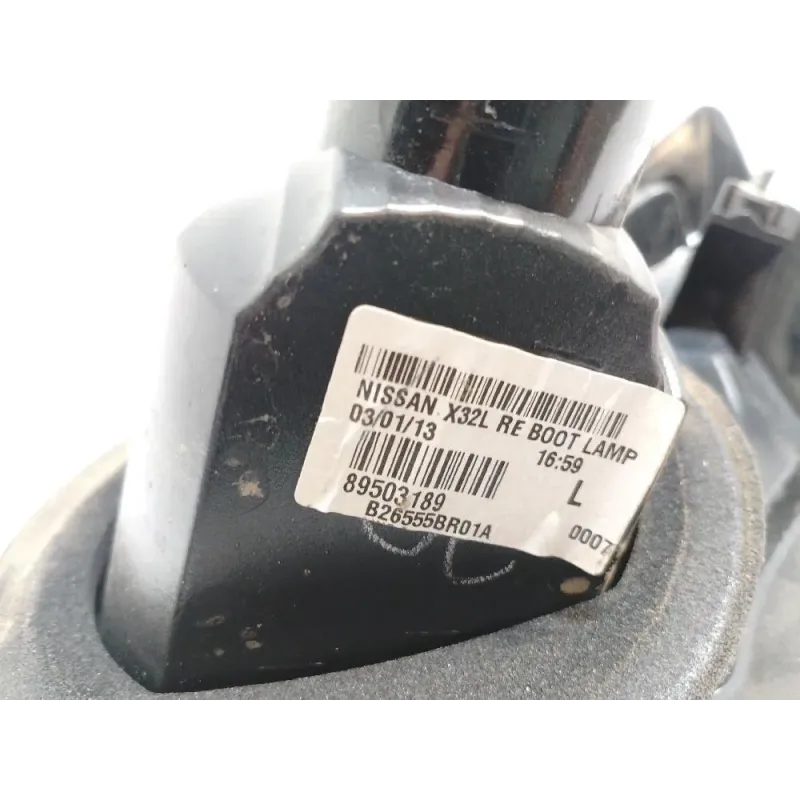 NISSAN X32L RE BOOT LAMP
03/01/13 16:59
89503189 L
B26555BR01A 0007